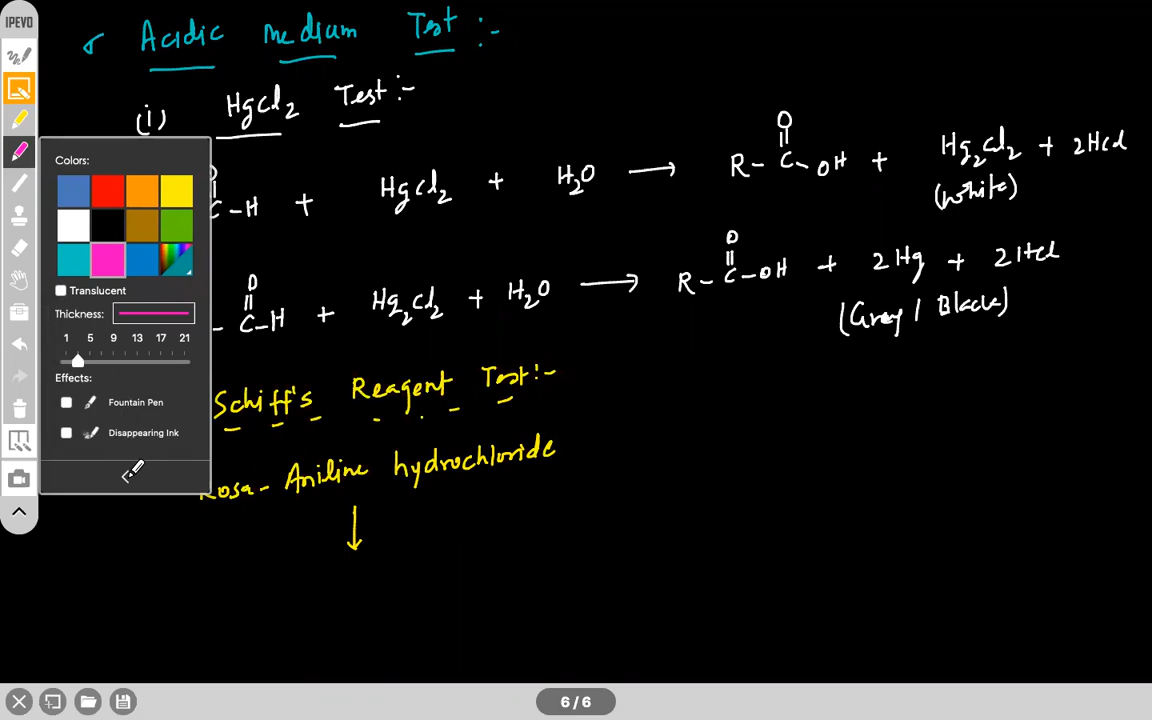 IPEVO
Acidic medium Test :-
(i) HgCl2 Test :-
O O
C-H + HgCl2 + H2O → R-C-OH + Hg2Cl2 + 2HCl
(white)
O O
-C-H + Hg2Cl2 + H2O → R-C-OH + 2Hg + 2HCl
(Grey / Black)
Schiff's Reagent Test :-
Rosa-Aniline hydrochloride
↓
Colors:
Translucent
Thickness:
1 5 9 13 17 21
Effects:
Fountain Pen
Disappearing Ink
6/6